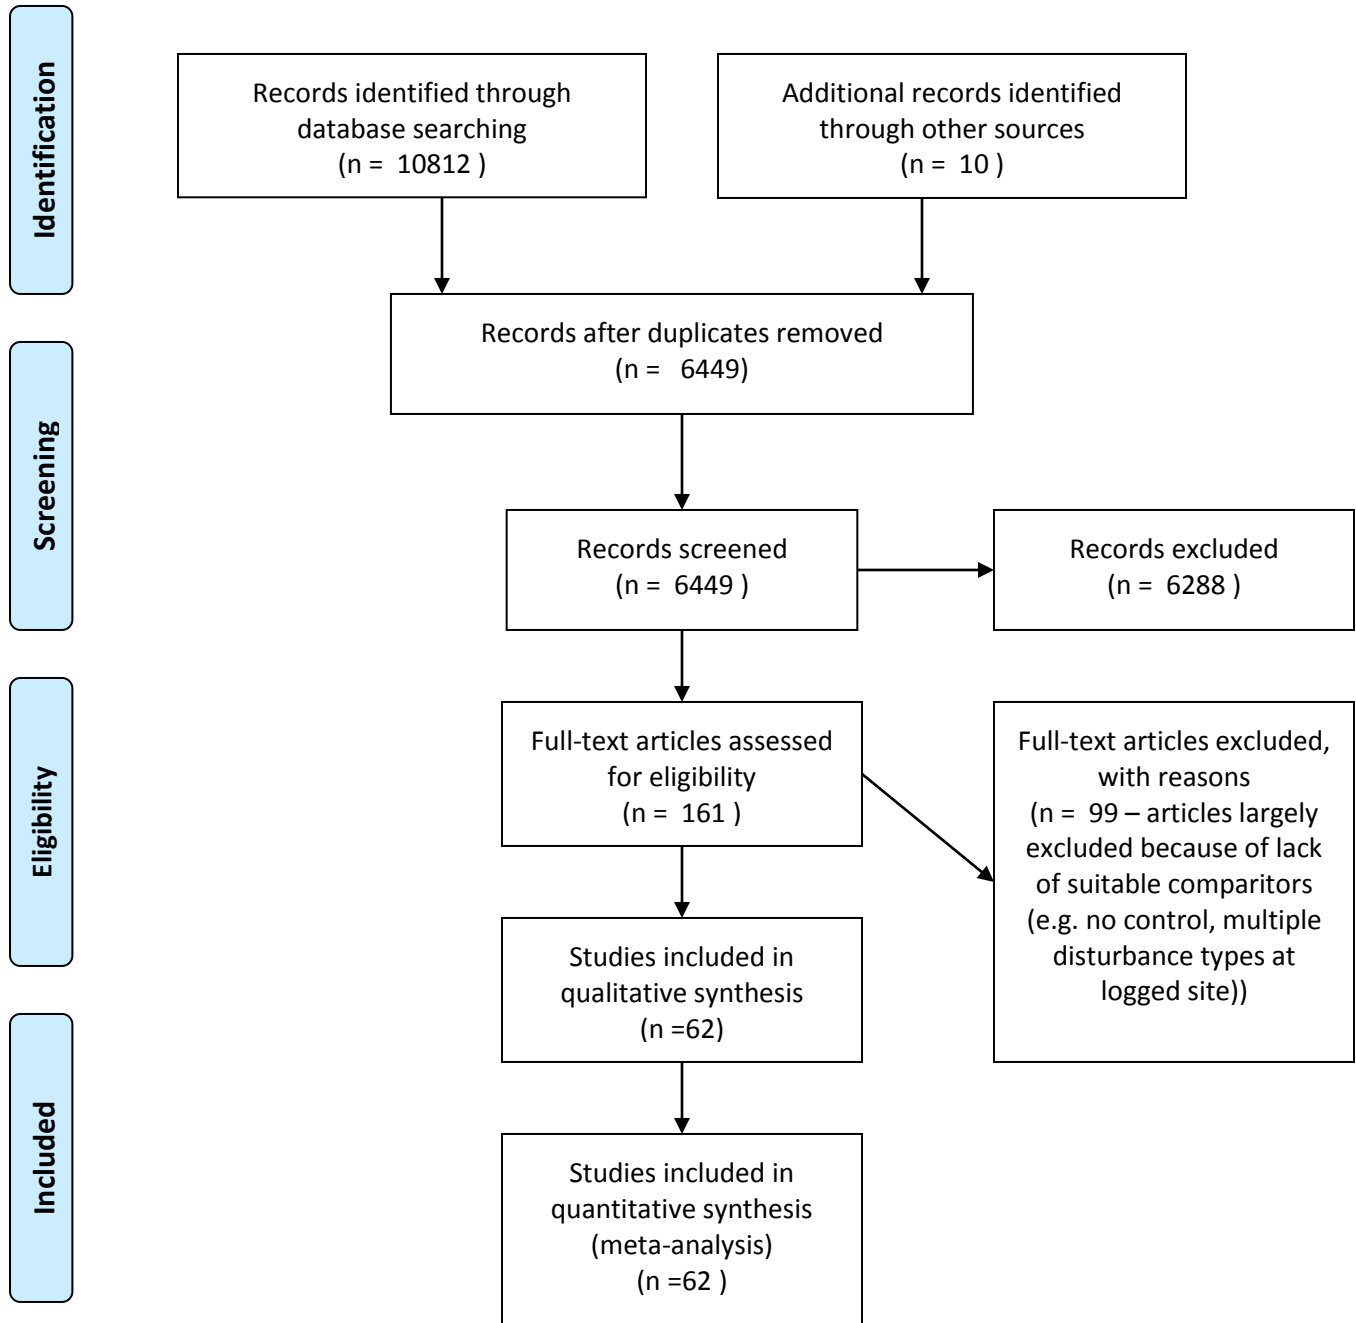 Identification
Records identified through
database searching
(n =  10812 )
Additional records identified
through other sources
(n =  10 )
Records after duplicates removed
(n =   6449)
Screening
Records screened
(n =  6449 )
Records excluded
(n =  6288 )
Eligibility
Full-text articles assessed
for eligibility
(n =  161 )
Full-text articles excluded,
with reasons
(n =  99 – articles largely
excluded because of lack
of suitable comparitors
(e.g. no control, multiple
disturbance types at
logged site))
Studies included in
qualitative synthesis
(n =62)
Included
Studies included in
quantitative synthesis
(meta-analysis)
(n =62 )